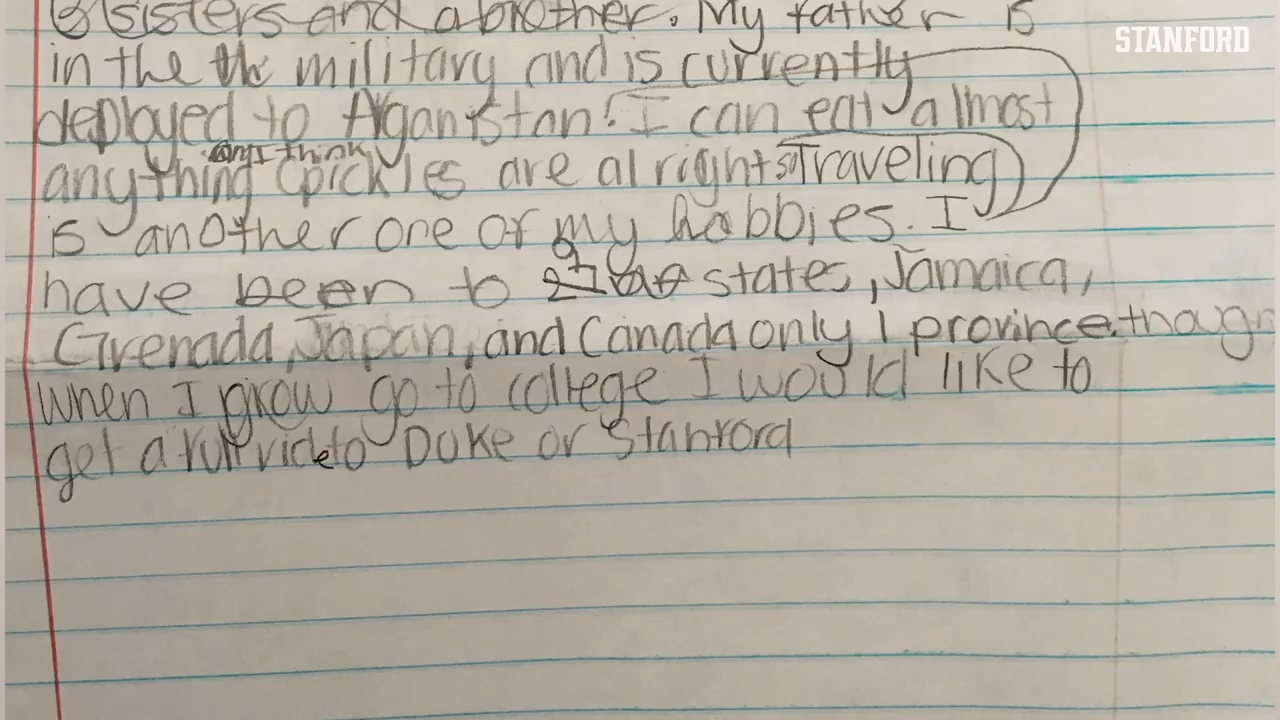 sisters and a brother. My father is
STANFORD
in the the military and is currently
deployed to Afganistan! I can eat almost
and I think
anything (pickles are alright) Traveling
is another one of my hobbies. I
have been to 29 states, Jamaica,
Grenada, Japan, and Canada only 1 province though
When I grow go to college I would like to
get a full ride to Duke or Stanford